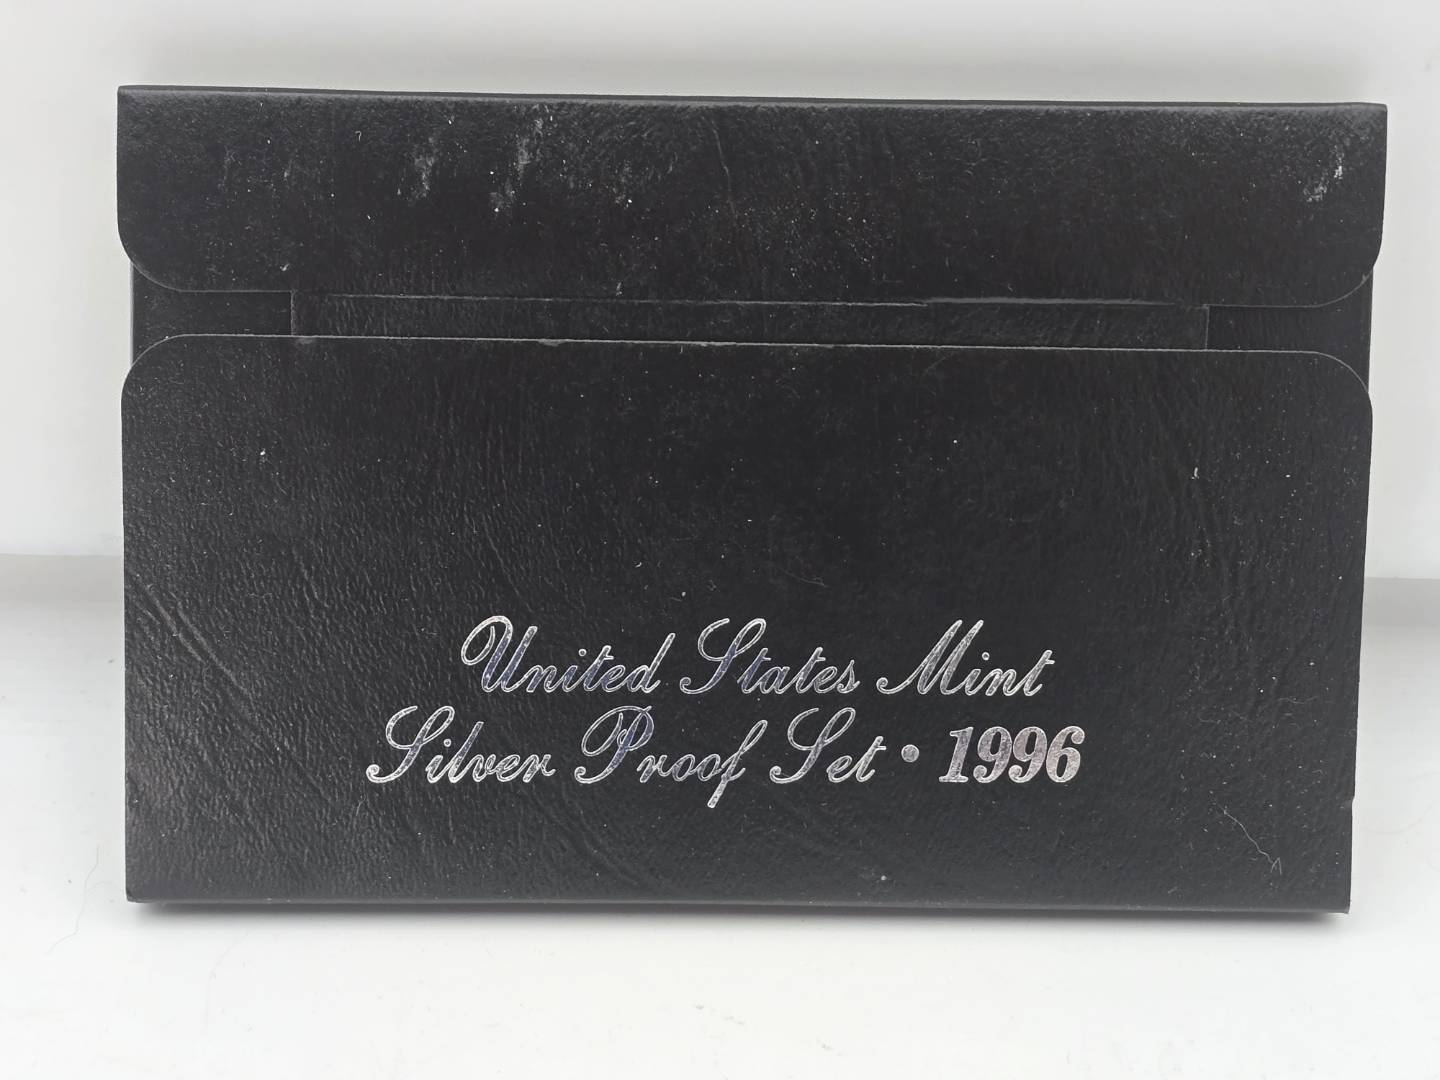 United States Mint
Silver Proof Set • 1996